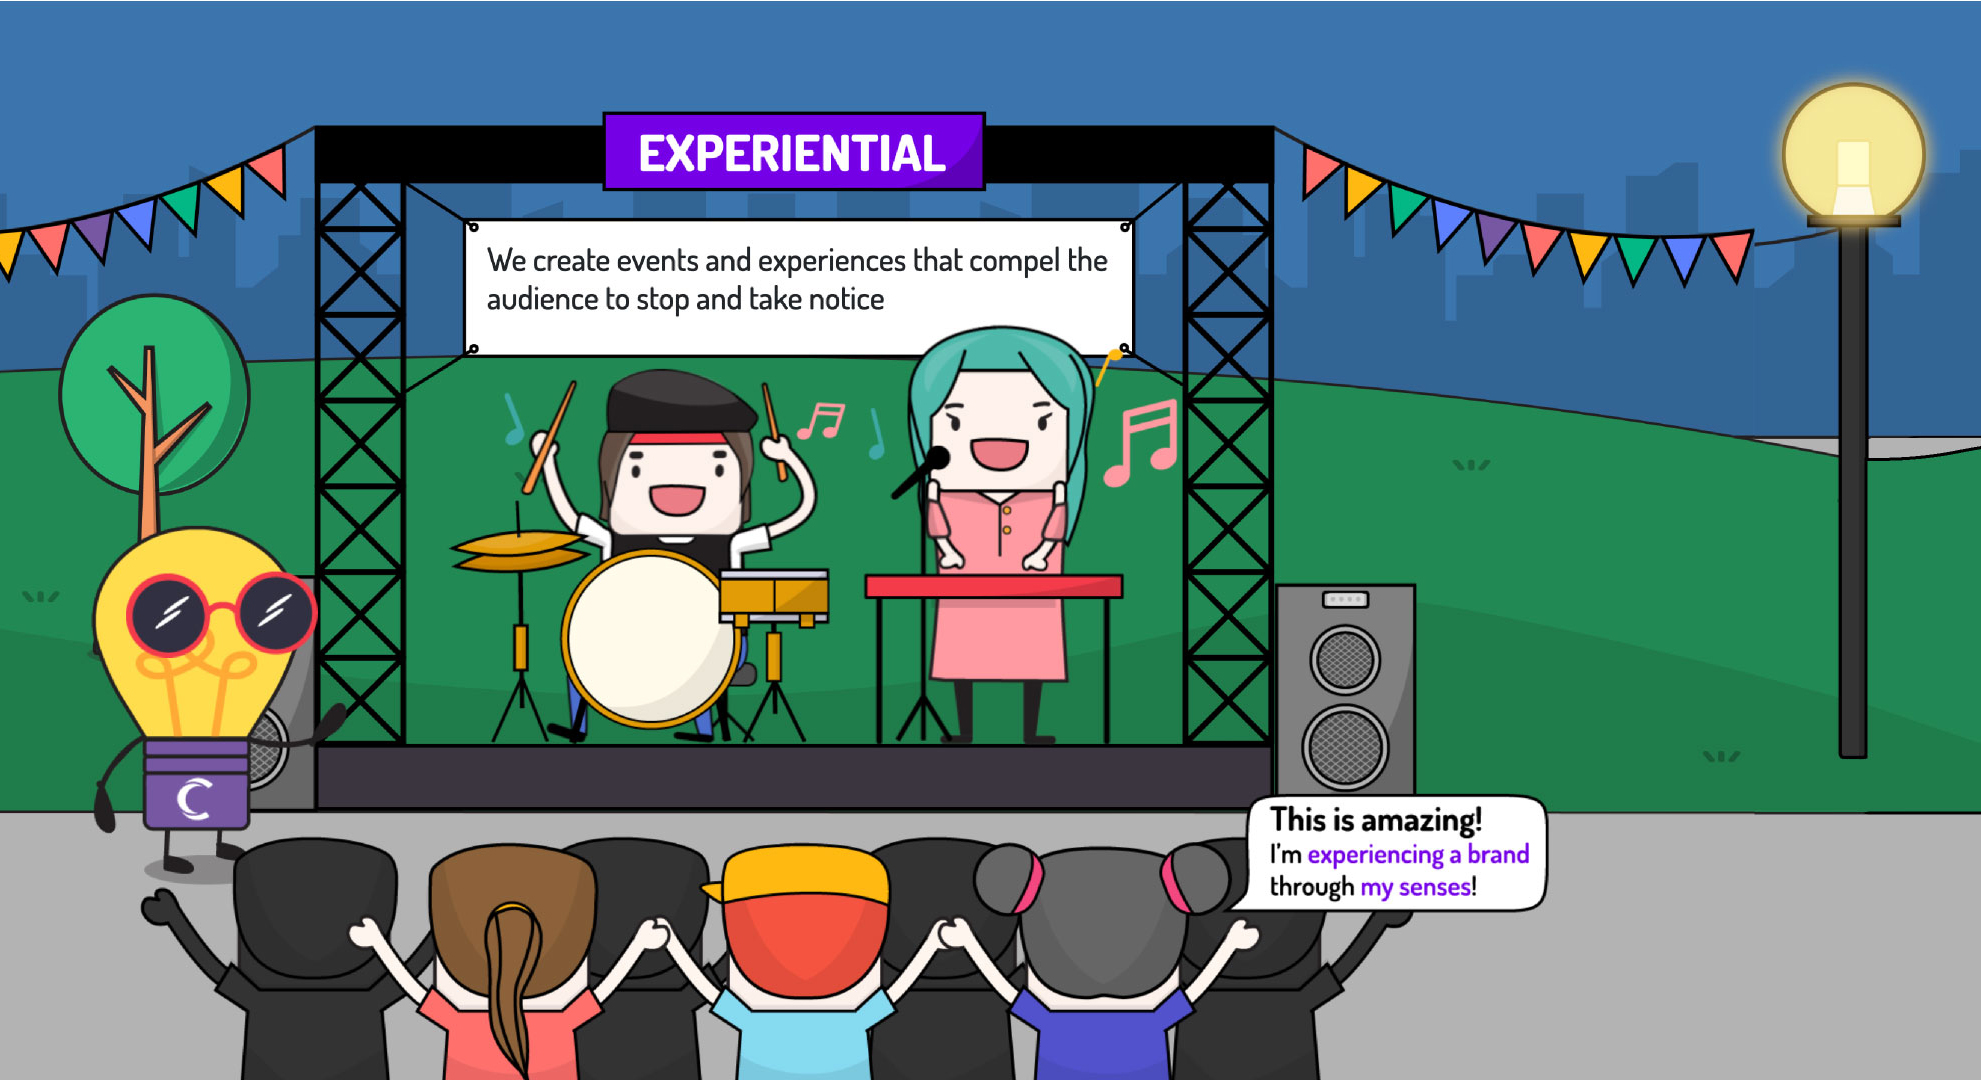 EXPERIENTIAL
We create events and experiences that compel the
audience to stop and take notice
C
This is amazing!
I'm experiencing a brand
through my senses!